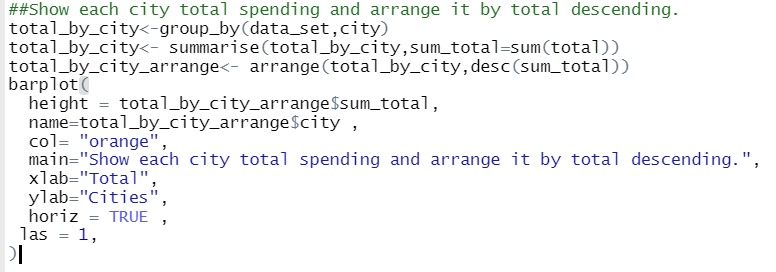 ##Show each city total spending and arrange it by total descending.
total_by_city<-group_by(data_set,city)
total_by_city<- summarise(total_by_city,sum_total=sum(total))
total_by_city_arrange<- arrange(total_by_city,desc(sum_total))
barplot(
  height = total_by_city_arrange$sum_total,
  name=total_by_city_arrange$city ,
  col= "orange",
  main="Show each city total spending and arrange it by total descending.",
  xlab="Total",
  ylab="Cities",
  horiz = TRUE ,
 las = 1,
)